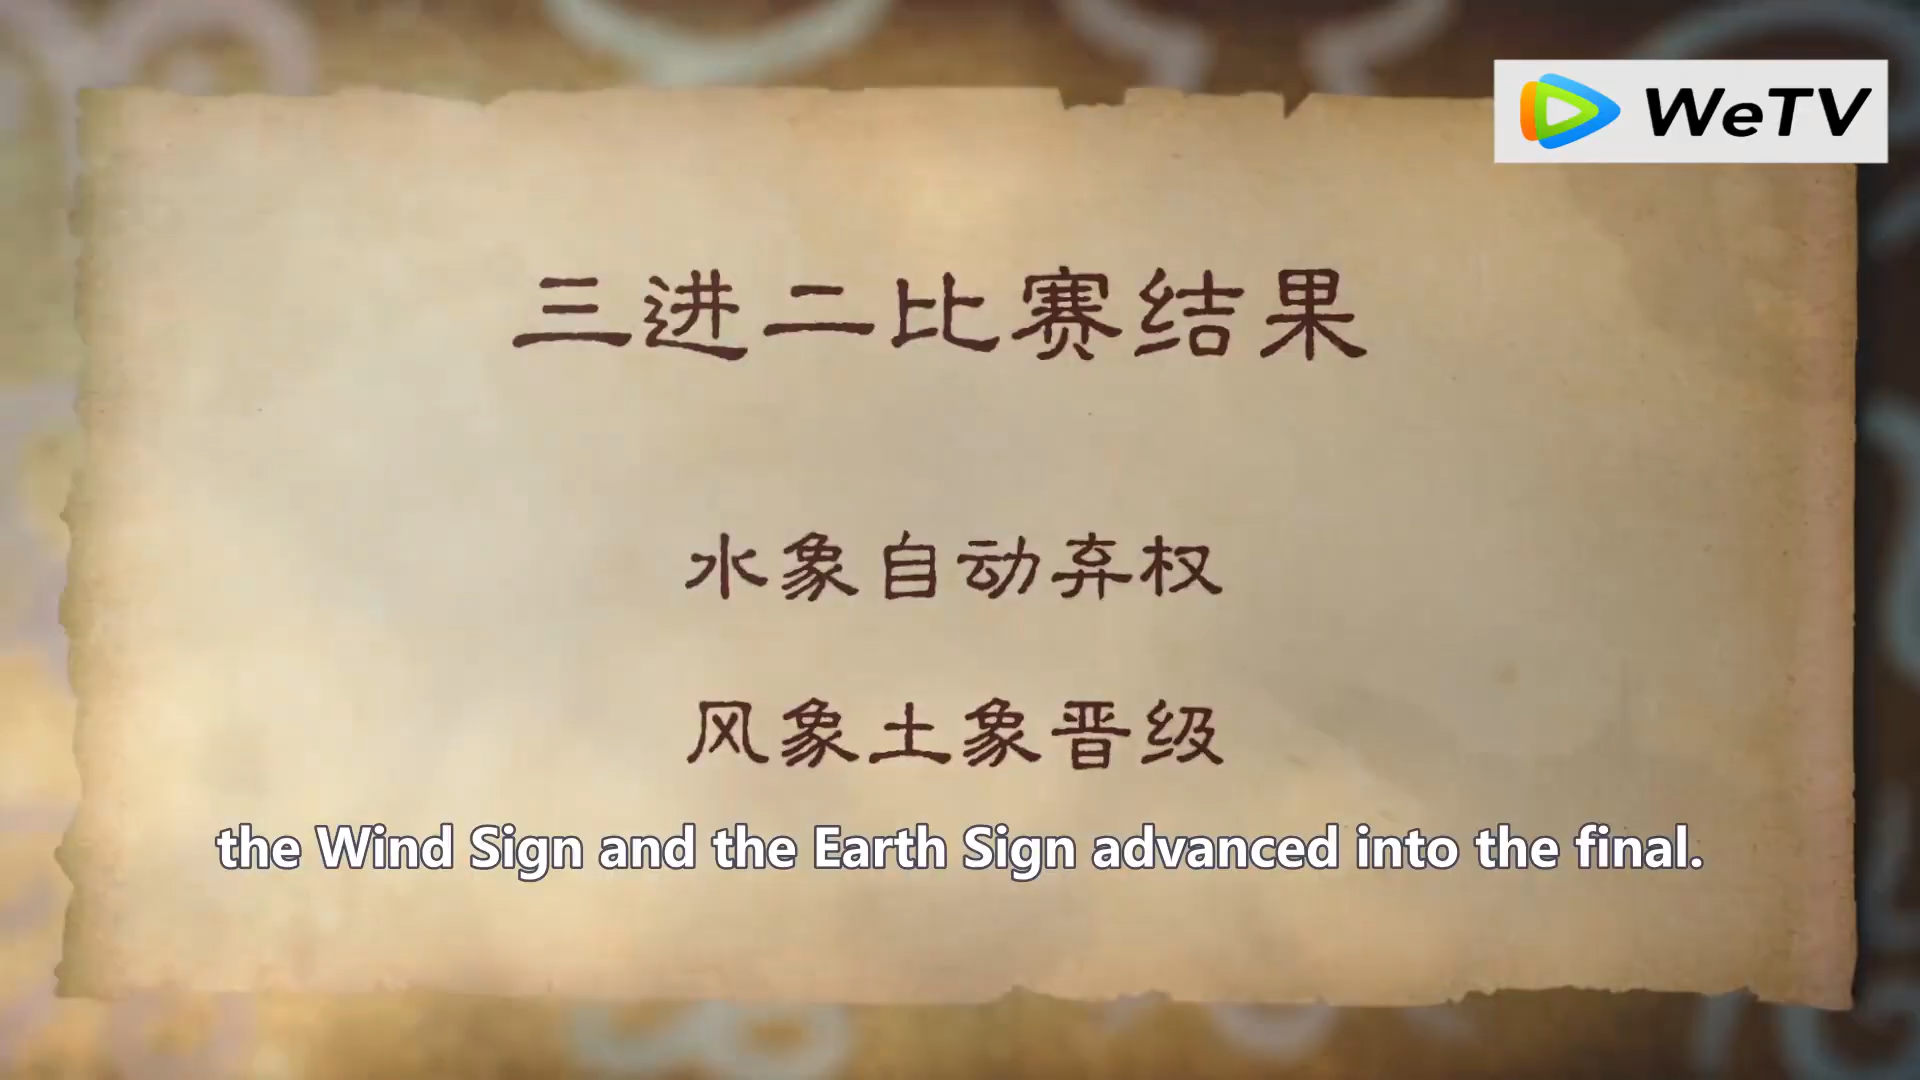 WeTV
三进二比赛结果
水象自动弃权
风象土象晋级
the Wind Sign and the Earth Sign advanced into the final.